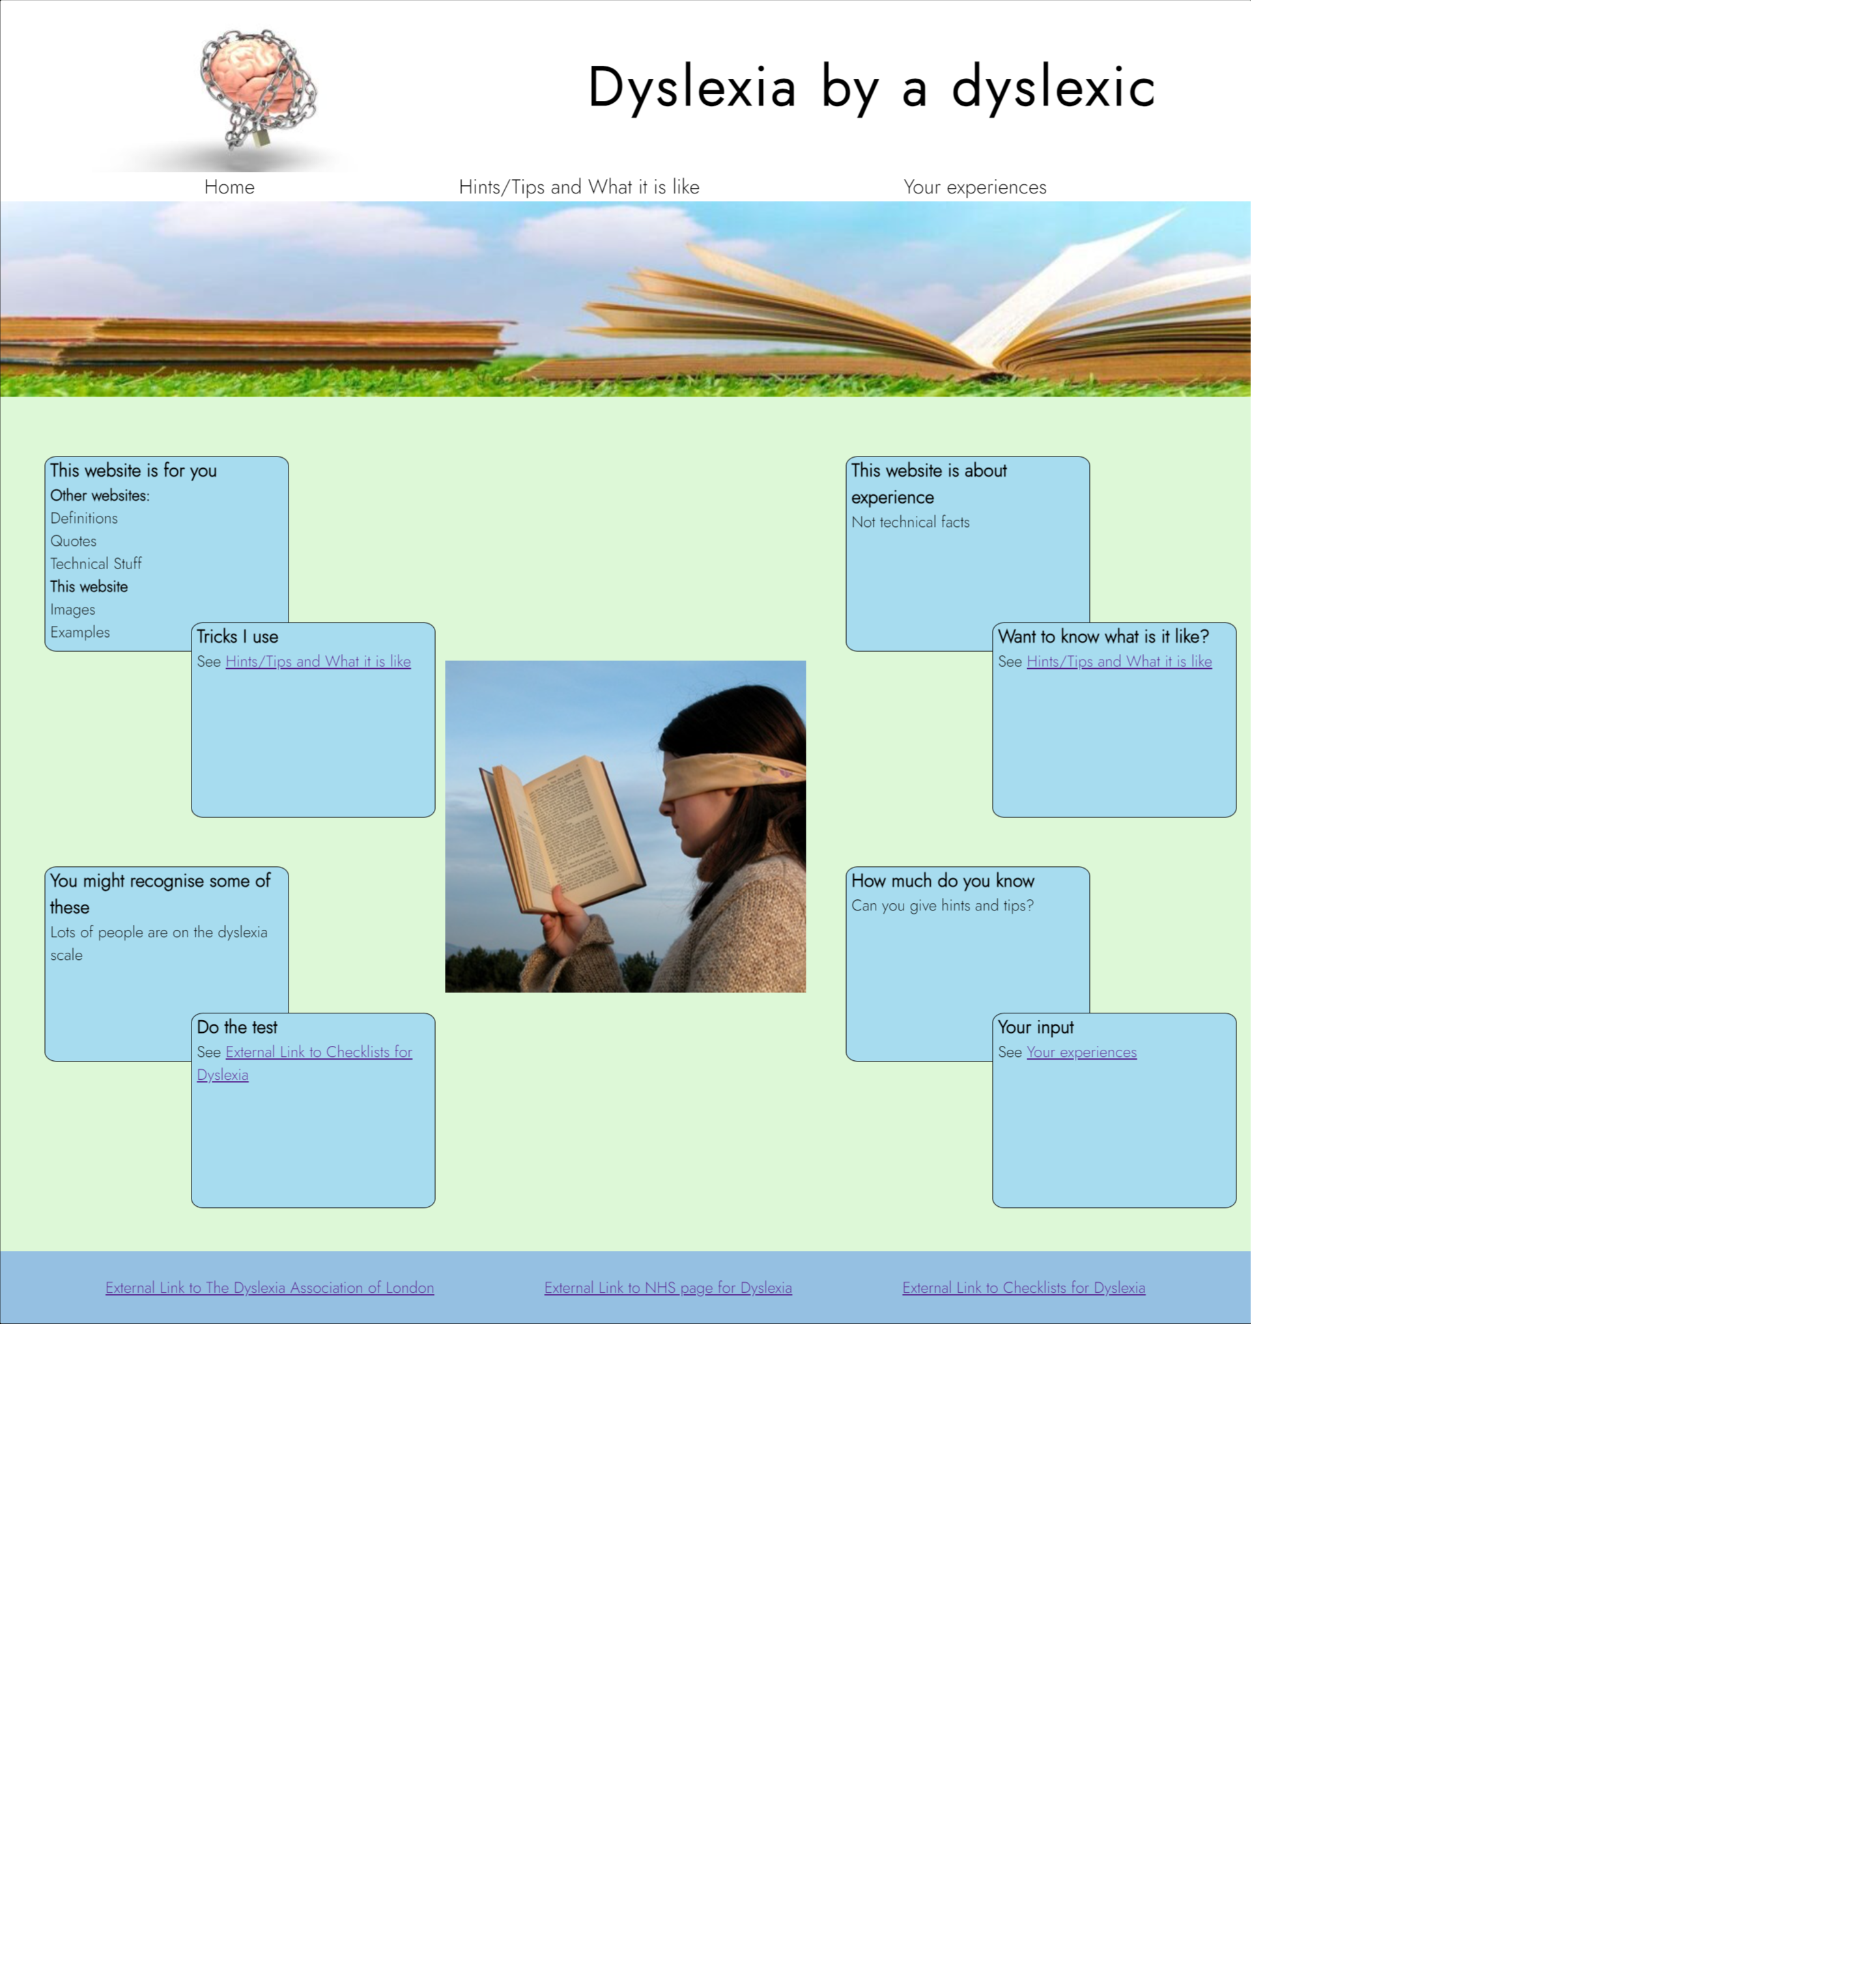 Dyslexia by a dyslexic
Home
Hints/Tips and What it is like
Your experiences
This website is for you
Other websites:
Definitions
Quotes
Technical Stuff
This website
Images
Examples
Tricks I use
See Hints/Tips and What it is like
This website is about
experience
Not technical facts
Want to know what is it like?
See Hints/Tips and What it is like
You might recognise some of
these
Lots of people are on the dyslexia
scale
Do the test
See External Link to Checklists for
Dyslexia
How much do you know
Can you give hints and tips?
Your input
See Your experiences
External Link to The Dyslexia Association of London
External Link to NHS page for Dyslexia
External Link to Checklists for Dyslexia